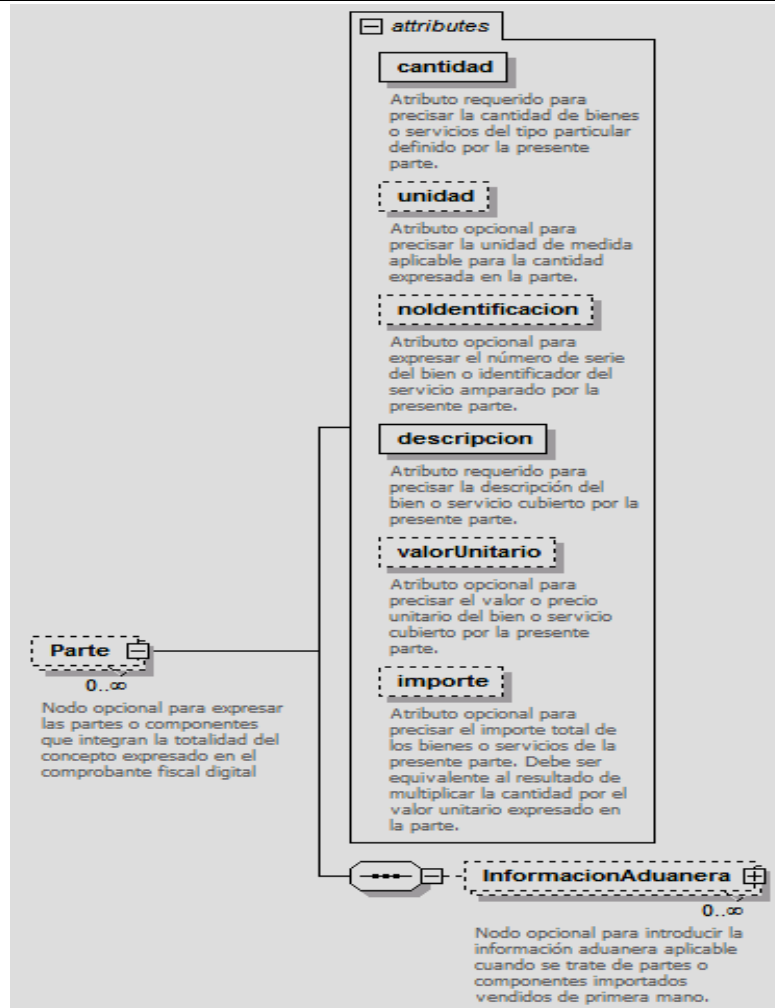 attributes
cantidad
Atributo requerido para
precisar la cantidad de bienes
o servicios del tipo particular
definido por la presente
parte.
unidad
Atributo opcional para
precisar la unidad de medida
aplicable para la cantidad
expresada en la parte.
noIdentificacion
Atributo opcional para
expresar el número de serie
del bien o identificador del
servicio amparado por la
presente parte.
descripcion
Atributo requerido para
precisar la descripción del
bien o servicio cubierto por la
presente parte.
valorUnitario
Atributo opcional para
precisar el valor o precio
unitario del bien o servicio
cubierto por la presente
parte.
importe
Atributo opcional para
precisar el importe total de
los bienes o servicios de la
presente parte. Debe ser
equivalente al resultado de
multiplicar la cantidad por el
valor unitario expresado en
la parte.
Parte
0..∞
Nodo opcional para expresar
las partes o componentes
que integran la totalidad del
concepto expresado en el
comprobante fiscal digital
InformacionAduanera
0..∞
Nodo opcional para introducir la
información aduanera aplicable
cuando se trate de partes o
componentes importados
vendidos de primera mano.